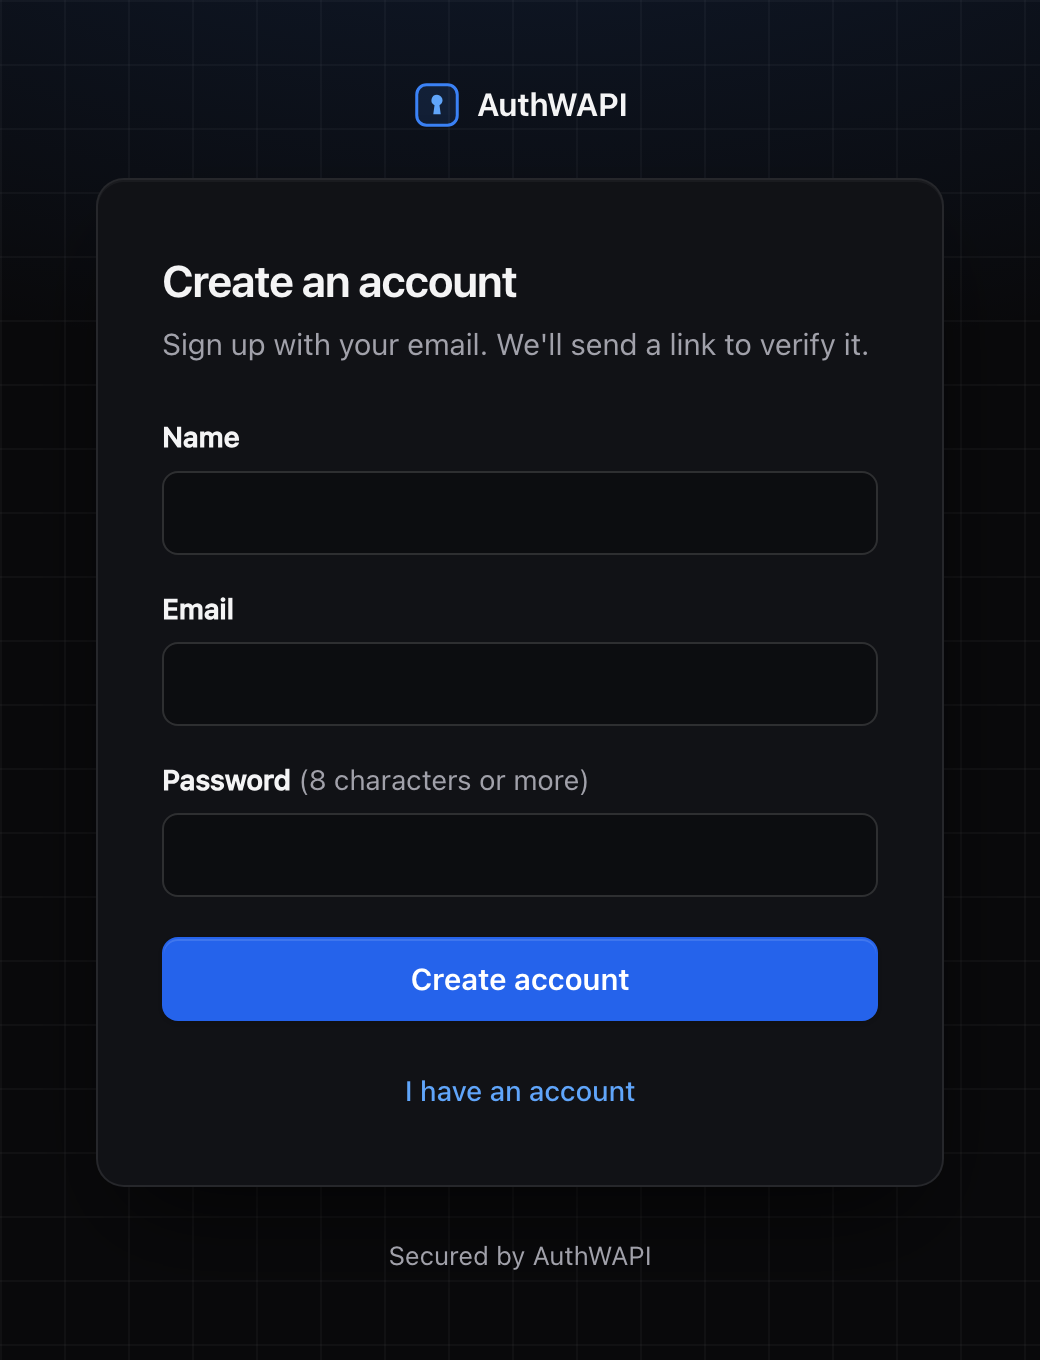 AuthWAPI
Create an account
Sign up with your email. We'll send a link to verify it.
Name
Email
Password (8 characters or more)
Create account
I have an account
Secured by AuthWAPI